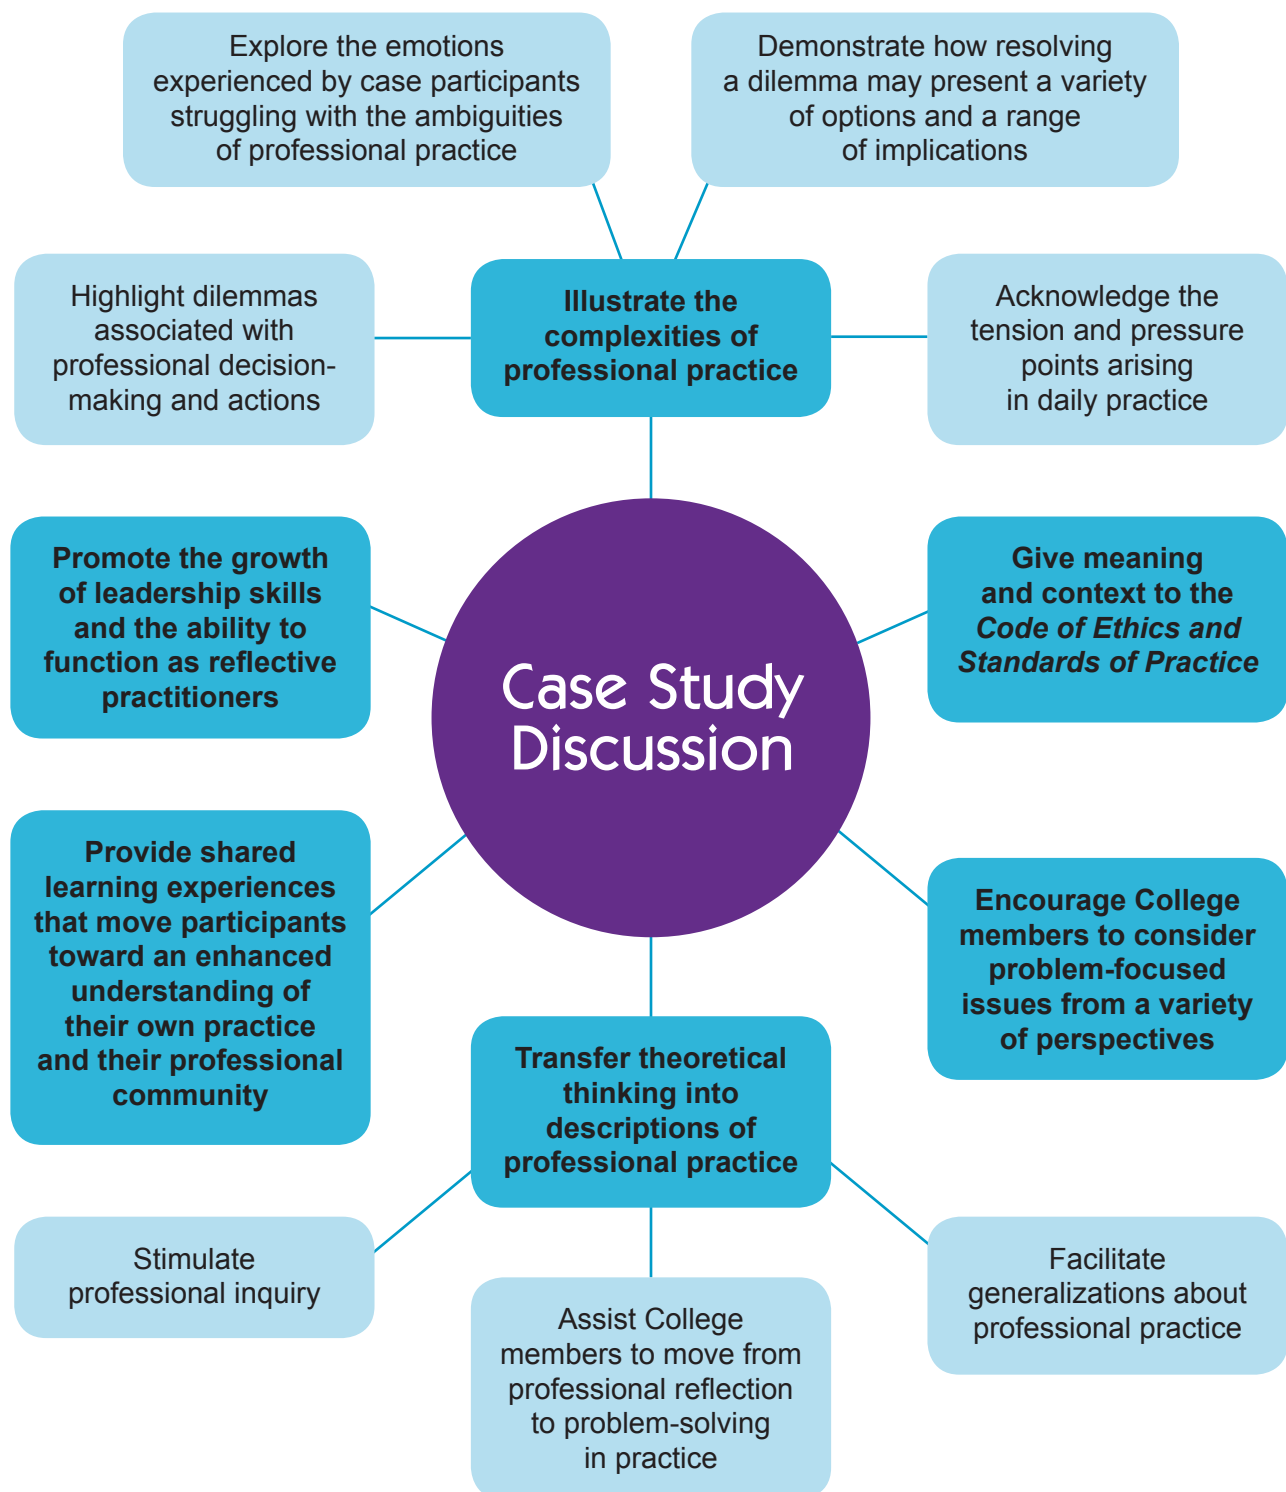 Explore the emotions
experienced by case participants
struggling with the ambiguities
of professional practice
Demonstrate how resolving
a dilemma may present a variety
of options and a range
of implications
Highlight dilemmas
associated with
professional decision-
making and actions
Illustrate the
complexities of
professional practice
Acknowledge the
tension and pressure
points arising
in daily practice
Promote the growth
of leadership skills
and the ability to
function as reflective
practitioners
Case Study
Discussion
Give meaning
and context to the
Code of Ethics and
Standards of Practice
Provide shared
learning experiences
that move participants
toward an enhanced
understanding of
their own practice
and their professional
community
Encourage College
members to consider
problem-focused
issues from a variety
of perspectives
Transfer theoretical
thinking into
descriptions of
professional practice
Stimulate
professional inquiry
Assist College
members to move from
professional reflection
to problem-solving
in practice
Facilitate
generalizations about
professional practice